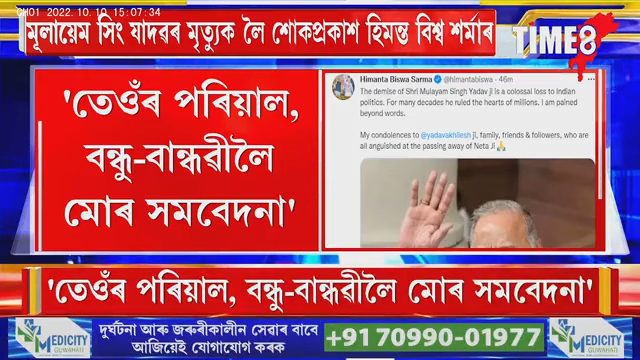 CH01 2022. 10. 10 15:07:34
মূলায়েম সিং যাদৱৰ মৃত্যুক লৈ শোকপ্ৰকাশ হিমন্ত বিশ্ব শৰ্মাৰ
TIME8
'তেওঁৰ পৰিয়াল,
বন্ধু-বান্ধৱীলৈ
মোৰ সমবেদনা'
Himanta Biswa Sarma @himantabiswa · 46m
The demise of Shri Mulayam Singh Yadav ji is a colossal loss to Indian
politics. For many decades he ruled the hearts of millions. I am pained
beyond words.
My condolences to @yadavakhilesh ji, family, friends & followers, who are
all anguished at the passing away of Neta Ji 🙏
'তেওঁৰ পৰিয়াল, বন্ধু-বান্ধৱীলৈ মোৰ সমবেদনা'
MEDICITY
GUWAHATI
দুৰ্ঘটনা আৰু জৰুৰীকালীন সেৱাৰ বাবে
আজিয়েই যোগাযোগ কৰক
+91 70990-01977
MEDICITY
GUWAHATI